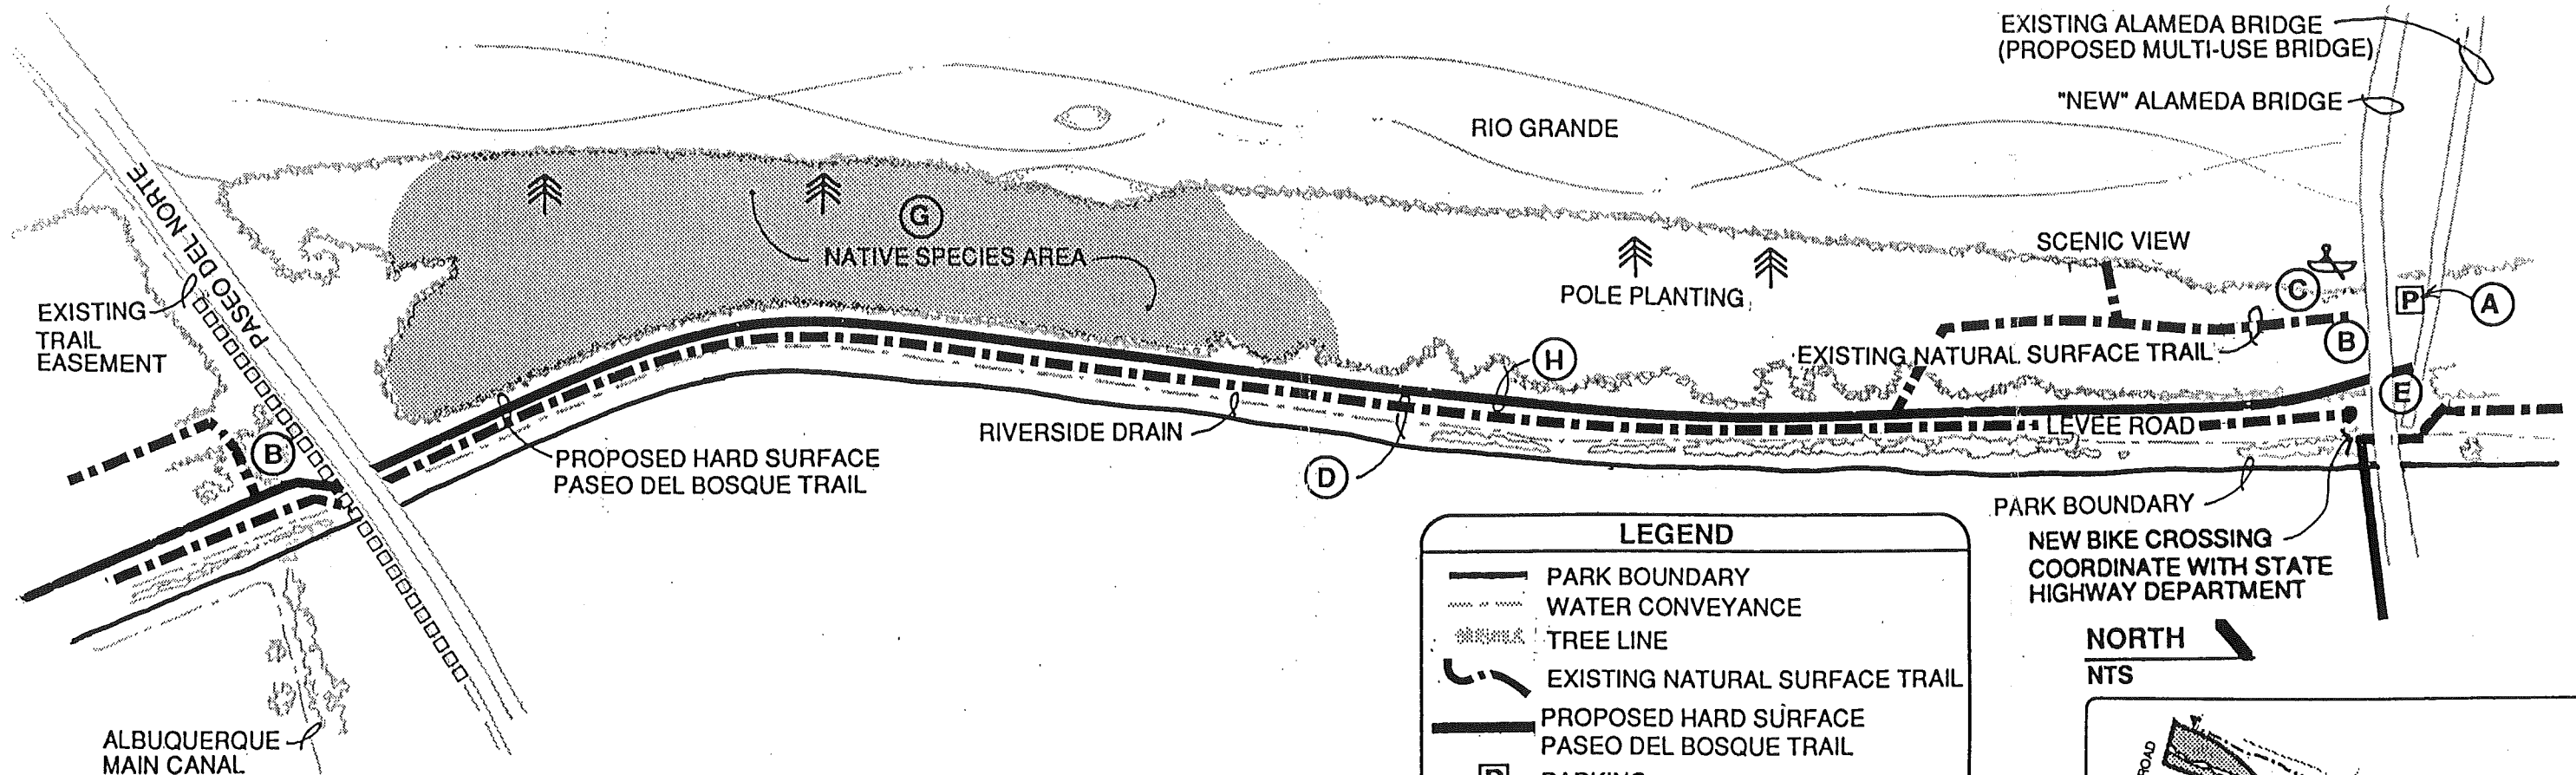 EXISTING ALAMEDA BRIDGE
(PROPOSED MULTI-USE BRIDGE)
"NEW" ALAMEDA BRIDGE
RIO GRANDE
PASEO DEL NORTE
G
NATIVE SPECIES AREA
SCENIC VIEW
C
P
A
EXISTING
TRAIL
EASEMENT
POLE PLANTING
EXISTING NATURAL SURFACE TRAIL
B
H
E
RIVERSIDE DRAIN
LEVEE ROAD
B
PROPOSED HARD SURFACE
PASEO DEL BOSQUE TRAIL
D
PARK BOUNDARY
NEW BIKE CROSSING
COORDINATE WITH STATE
HIGHWAY DEPARTMENT
LEGEND
PARK BOUNDARY
WATER CONVEYANCE
TREE LINE
EXISTING NATURAL SURFACE TRAIL
PROPOSED HARD SURFACE
PASEO DEL BOSQUE TRAIL
NORTH
NTS
ALBUQUERQUE
MAIN CANAL
ROAD
P PARKING